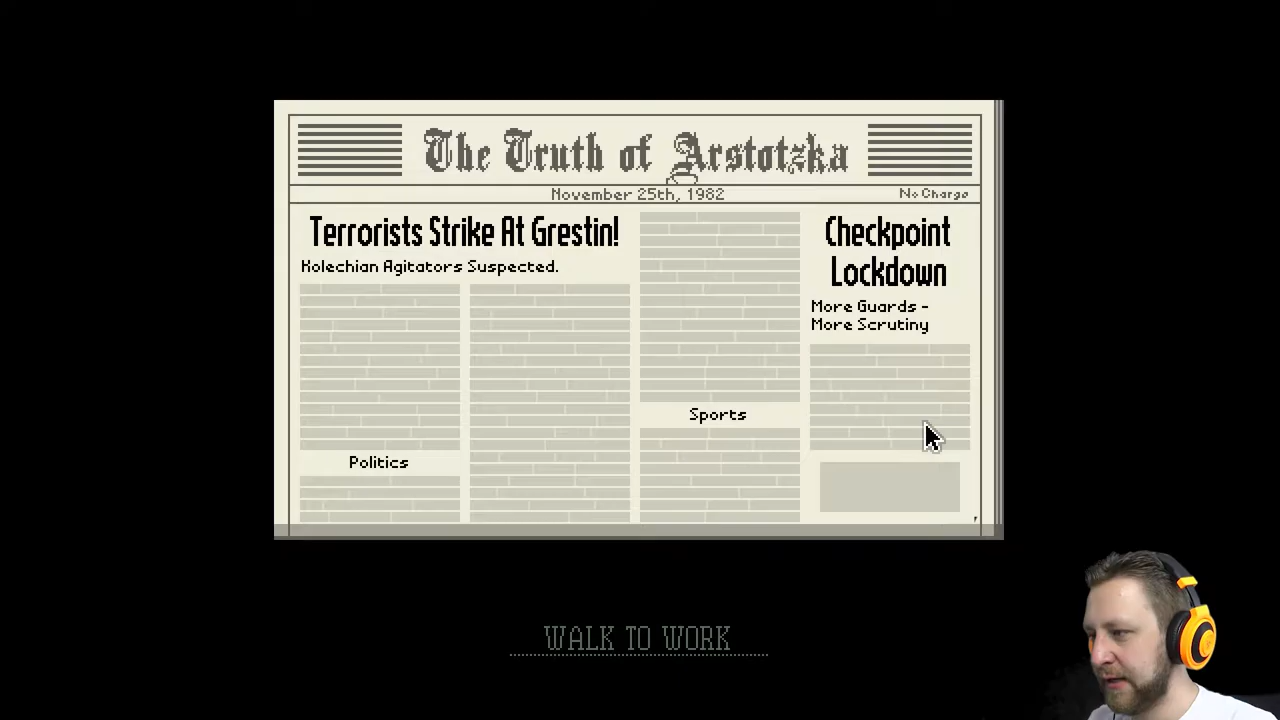 The Truth of Arstotzka
November 25th, 1982
No Charge
Terrorists Strike At Grestin!
Kolechian Agitators Suspected.
Politics
Sports
Checkpoint
Lockdown
More Guards -
More Scrutiny
WALK TO WORK